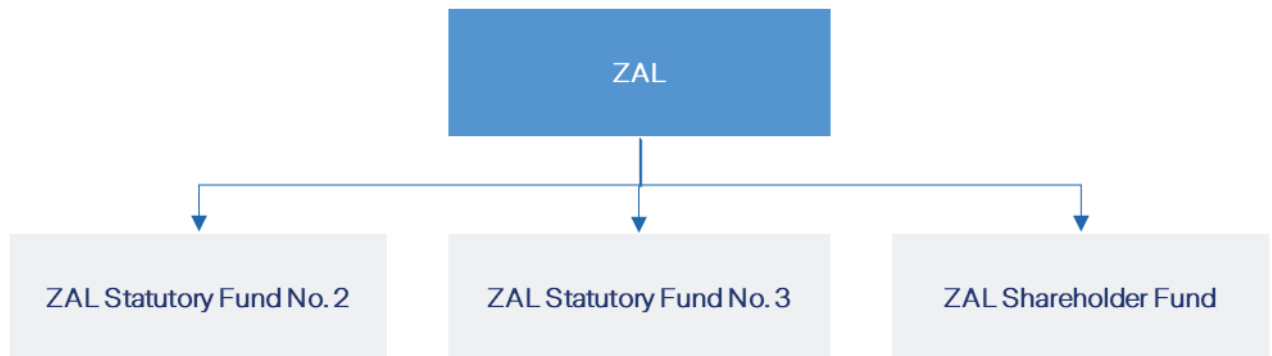 ZAL
ZAL Statutory Fund No. 2
ZAL Statutory Fund No. 3
ZAL Shareholder Fund